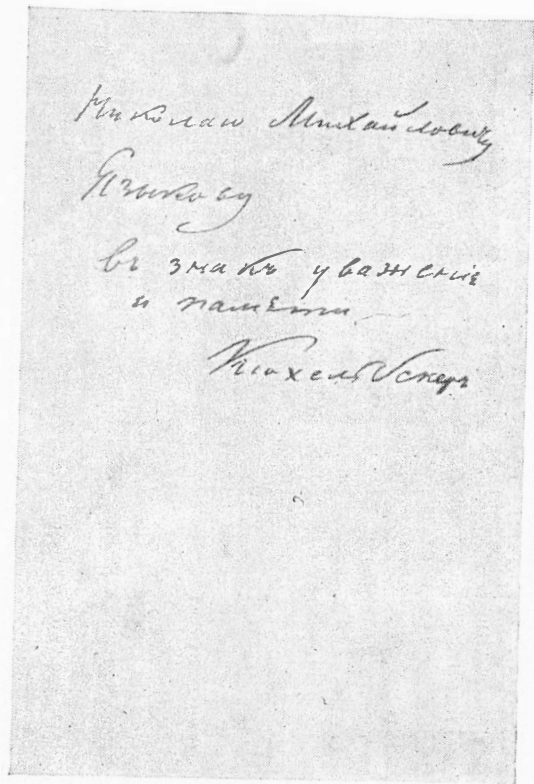 Николаю Михайловичу
Языкову
въ знакъ уваженія
и памяти
Кюхельбекеръ